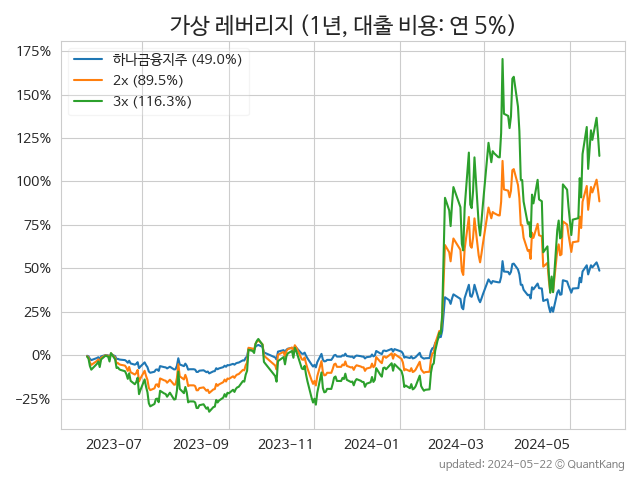 가상 레버리지 (1년, 대출 비용: 연 5%)
175%
150%
125%
100%
75%
50%
25%
0%
−25%
하나금융지주 (49.0%)
2x (89.5%)
3x (116.3%)
2023-07 2023-09 2023-11 2024-01 2024-03 2024-05
updated: 2024-05-22 © QuantKang